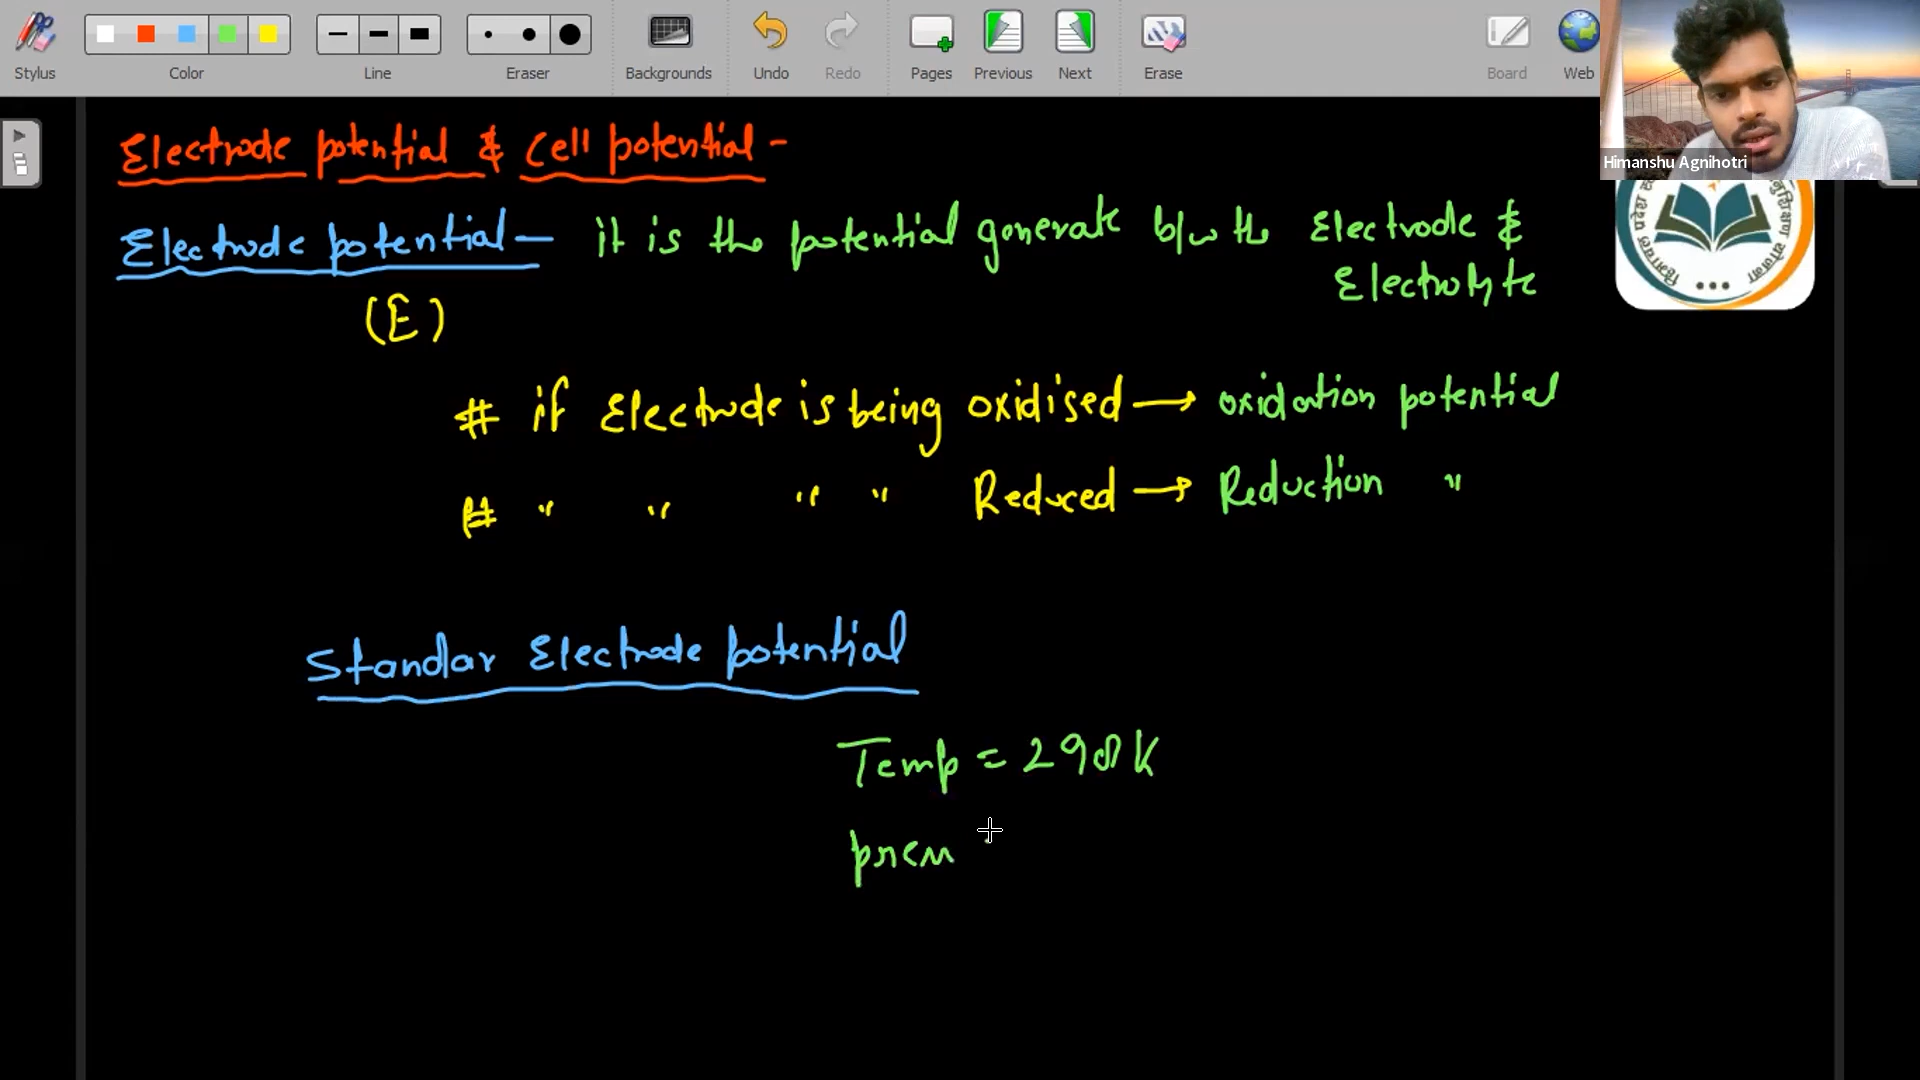 Stylus Color Line Eraser Backgrounds Undo Redo Pages Previous Next Erase Board Web
Himanshu Agnihotri
Electrode potential & Cell potential -
Electrode potential — it is the potential generate b/w the Electrode &
Electrolyte
(E)
# if Electrode is being oxidised → oxidation potential
# " " " " Reduced → Reduction "
Standar Electrode potential
Temp = 298 K